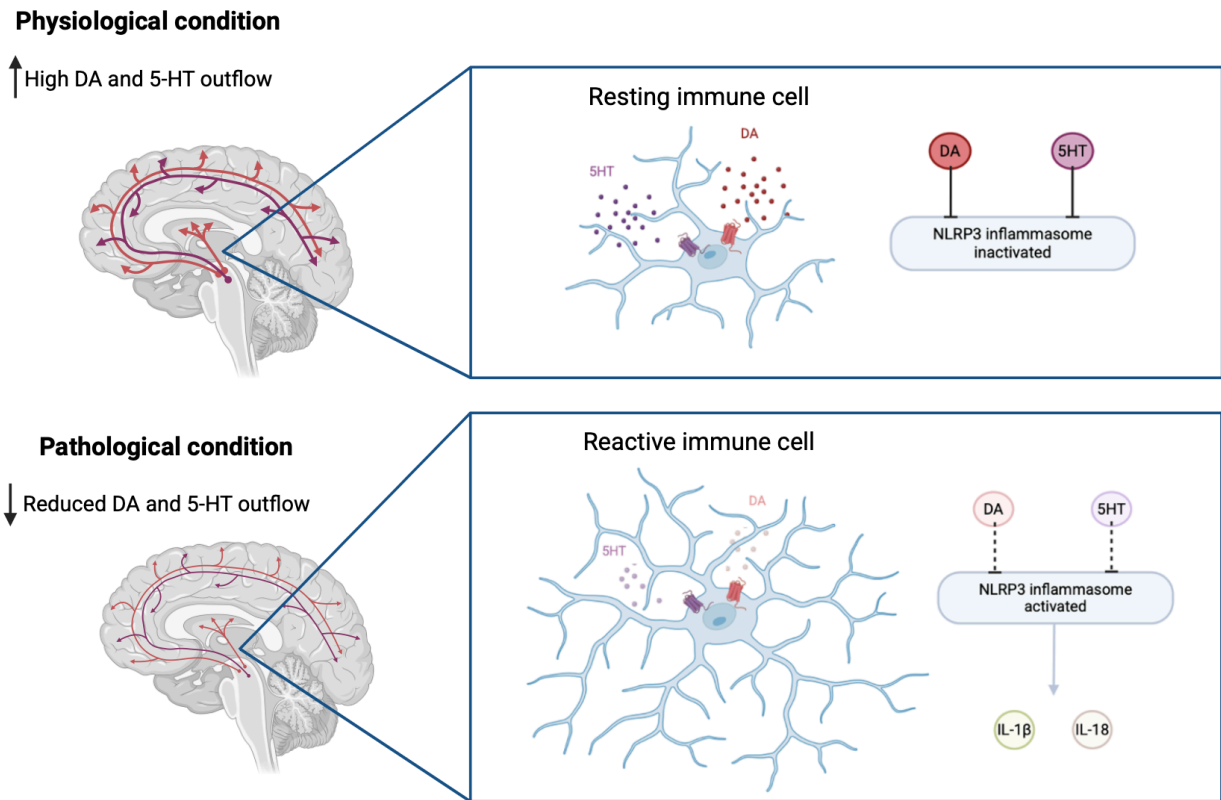 Physiological condition
High DA and 5-HT outflow
Resting immune cell
DA
5HT
DA
5HT
NLRP3 inflammasome
inactivated
Pathological condition
Reduced DA and 5-HT outflow
Reactive immune cell
DA
5HT
DA
5HT
NLRP3 inflammasome
activated
IL-1β
IL-18